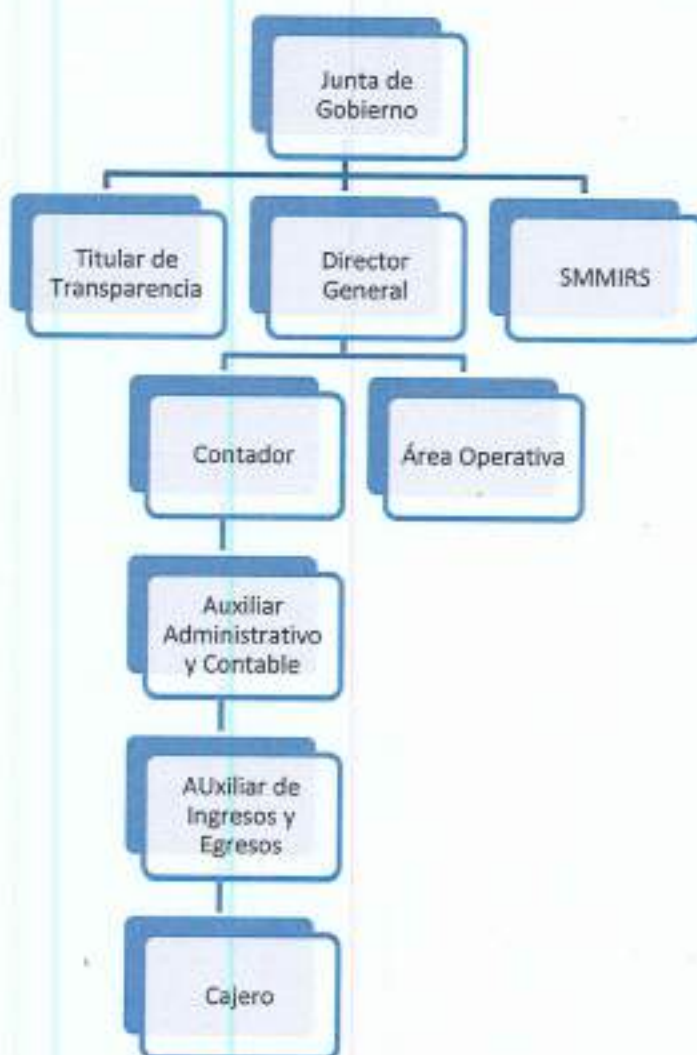 Junta de
Gobierno
Titular de
Transparencia
Director
General
SMMIRS
Contador
Área Operativa
Auxiliar
Administrativo
y Contable
AUxiliar de
Ingresos y
Egresos
Cajero